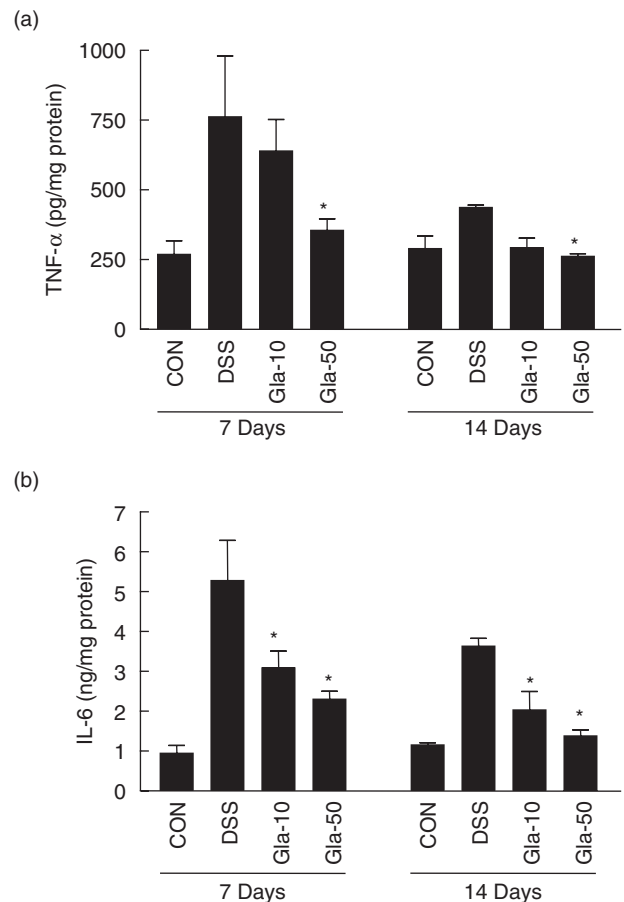 (a)
TNF-α (pg/mg protein)
1000
750
500
250
0
*
*
CON
DSS
Gla-10
Gla-50
CON
DSS
Gla-10
Gla-50
7 Days
14 Days
(b)
IL-6 (ng/mg protein)
7
6
5
4
3
2
1
0
*
*
*
*
CON
DSS
Gla-10
Gla-50
CON
DSS
Gla-10
Gla-50
7 Days
14 Days